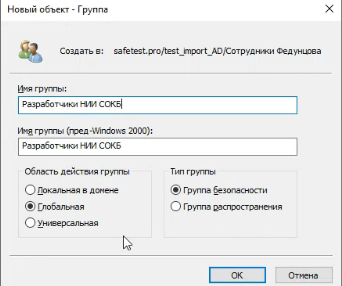 Новый объект - Группа
Создать в: safetest.pro/test_import_AD/Сотрудники Федунцова
Имя группы:
Разработчики НИИ СОКБ
Имя группы (пред-Windows 2000):
Разработчики НИИ СОКБ
Область действия группы
Тип группы
Локальная в домене
Группа безопасности
Глобальная
Группа распространения
Универсальная
OK
Отмена